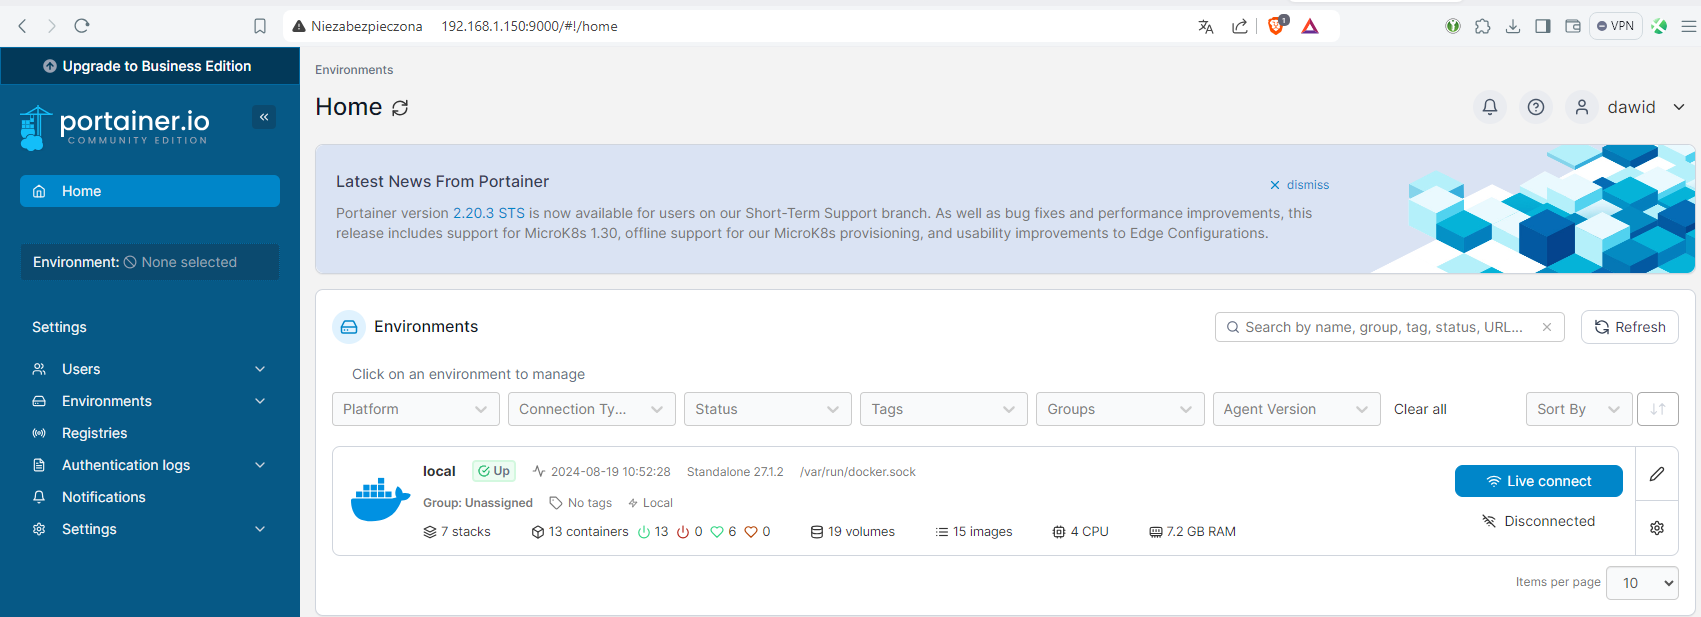 Niezabezpieczona 192.168.1.150:9000/#!/home
1
VPN
Upgrade to Business Edition
portainer.io
COMMUNITY EDITION
Home
Environment: None selected
Settings
Users
Environments
Registries
Authentication logs
Notifications
Settings
Environments
Home
dawid
Latest News From Portainer
dismiss
Portainer version 2.20.3 STS is now available for users on our Short-Term Support branch. As well as bug fixes and performance improvements, this
release includes support for MicroK8s 1.30, offline support for our MicroK8s provisioning, and usability improvements to Edge Configurations.
Environments
Search by name, group, tag, status, URL...
Refresh
Click on an environment to manage
Platform Connection Ty... Status Tags Groups Agent Version Clear all Sort By
local Up 2024-08-19 10:52:28 Standalone 27.1.2 /var/run/docker.sock
Group: Unassigned No tags Local
7 stacks 13 containers 13 0 6 0 19 volumes 15 images 4 CPU 7.2 GB RAM
Live connect
Disconnected
Items per page 10